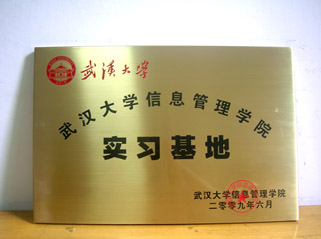 武漢大学
武汉大学信息管理学院
实习基地
武汉大学信息管理学院
二零零九年六月